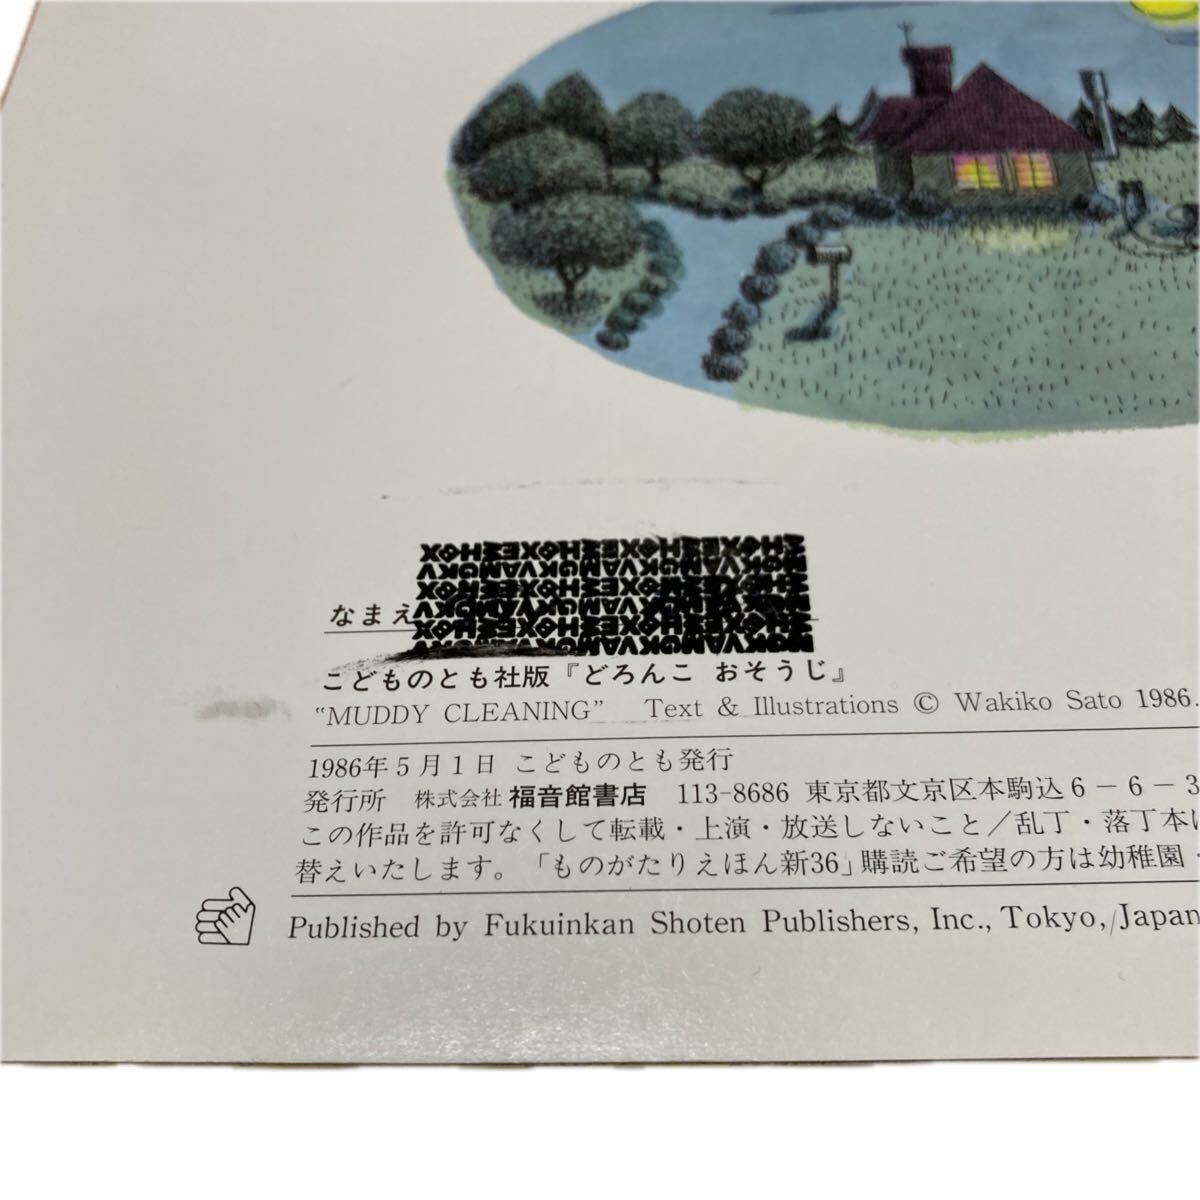 なまえ
こどものとも社版『どろんこ おそうじ』
"MUDDY CLEANING" Text & Illustrations © Wakiko Sato 1986.
1986年5月1日 こどものとも発行
発行所 株式会社 福音館書店 113-8686 東京都文京区本駒込6-6-3
この作品を許可なくして転載・上演・放送しないこと/乱丁・落丁本は
替えいたします。「ものがたりえほん新36」購読ご希望の方は幼稚園・
Published by Fukuinkan Shoten Publishers, Inc., Tokyo, Japan